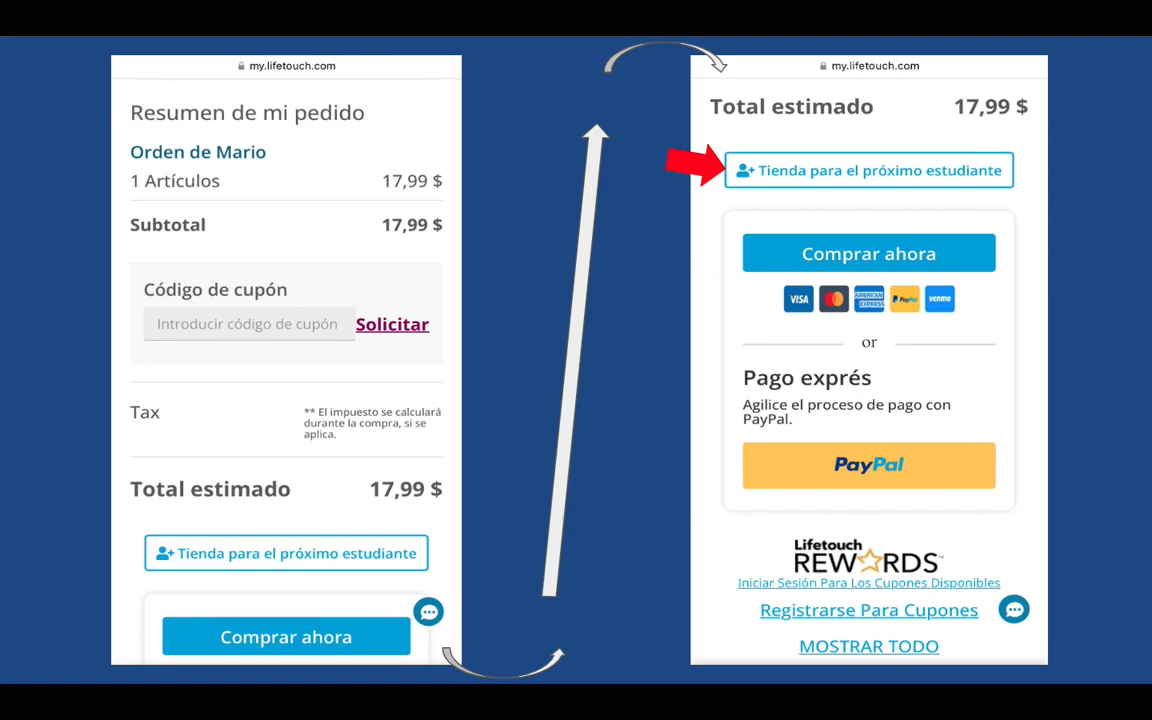 my.lifetouch.com
Resumen de mi pedido
Orden de Mario
1 Artículos 17,99 $
Subtotal 17,99 $
Código de cupón
Introducir código de cupón Solicitar
Tax
** El impuesto se calculará
durante la compra, si se
aplica.
Total estimado 17,99 $
Tienda para el próximo estudiante
Comprar ahora
my.lifetouch.com
Total estimado 17,99 $
Tienda para el próximo estudiante
Comprar ahora
VISA AMERICAN EXPRESS PayPal venmo
or
Pago exprés
Agilice el proceso de pago con
PayPal.
PayPal
Lifetouch
REWARDS™
Iniciar Sesión Para Los Cupones Disponibles
Registrarse Para Cupones
MOSTRAR TODO